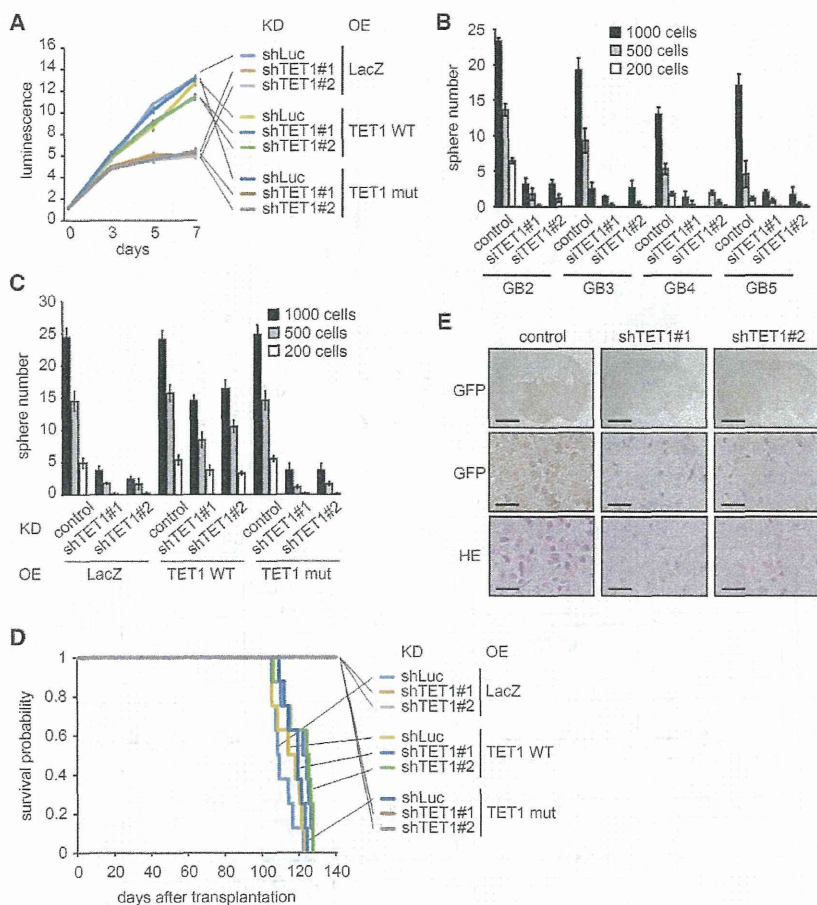 A
KD OE
luminescence
16
14
12
10
8
6
4
2
0
0 3 5 7
days
shLuc
shTET1#1
shTET1#2
LacZ
shLuc
shTET1#1
shTET1#2
TET1 WT
shLuc
shTET1#1
shTET1#2
TET1 mut
B
sphere number
25
20
15
10
5
0
1000 cells
500 cells
200 cells
control siTET1#1 siTET1#2 control siTET1#1 siTET1#2 control siTET1#1 siTET1#2 control siTET1#1 siTET1#2
GB2 GB3 GB4 GB5
C
sphere number
30
25
20
15
10
5
0
1000 cells
500 cells
200 cells
KD control shTET1#1 shTET1#2 control shTET1#1 shTET1#2 control shTET1#1 shTET1#2
OE LacZ TET1 WT TET1 mut
E
control shTET1#1 shTET1#2
GFP
GFP
HE
D
KD OE
survival probability
1
0.8
0.6
0.4
0.2
0
0 20 40 60 80 100 120 140
days after transplantation
shLuc
shTET1#1
shTET1#2
LacZ
shLuc
shTET1#1
shTET1#2
TET1 WT
shLuc
shTET1#1
shTET1#2
TET1 mut